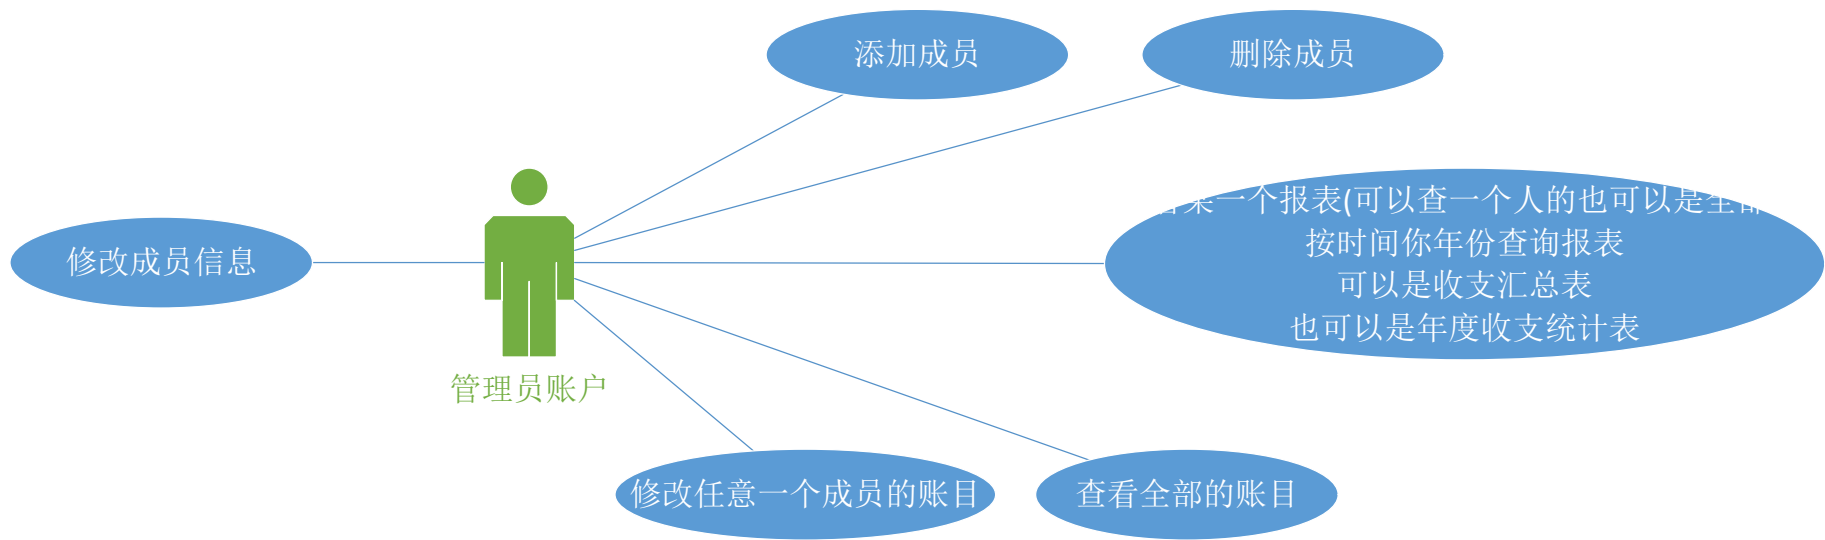 添加成员
删除成员
某一个报表(可以查一个人的也可以是全部
按时间你年份查询报表
可以是收支汇总表
也可以是年度收支统计表
修改成员信息
管理员账户
修改任意一个成员的账目
查看全部的账目